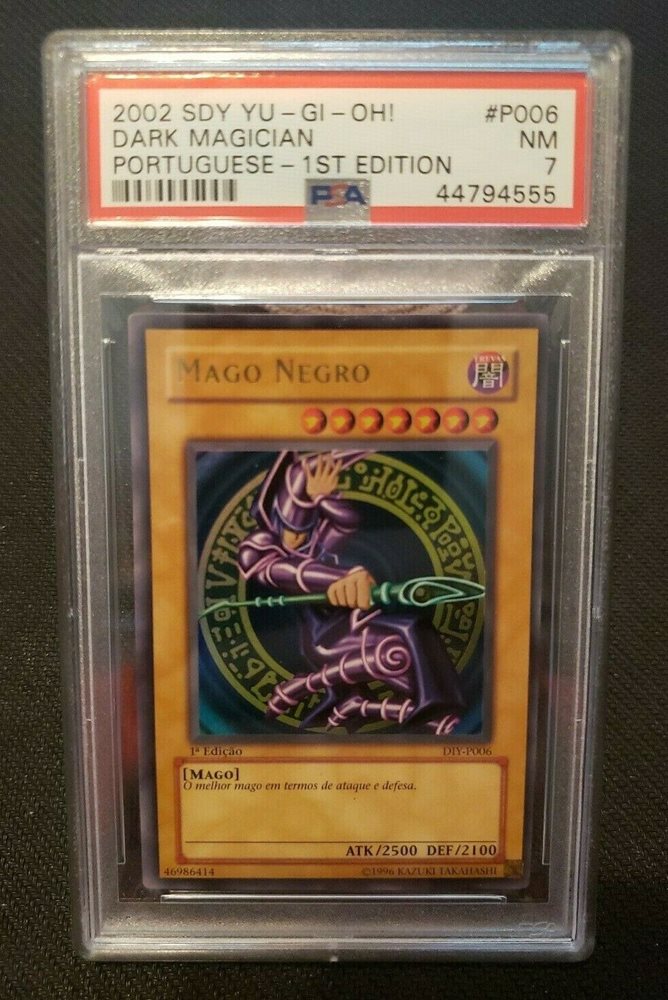 2002 SDY YU-GI-OH! #P006
DARK MAGICIAN NM
PORTUGUESE-1ST EDITION 7
PSA 44794555
MAGO NEGRO
TREVAS
闇
1ª Edição DIY-P006
[MAGO]
O melhor mago em termos de ataque e defesa.
ATK/2500 DEF/2100
46986414 ©1996 KAZUKI TAKAHASHI